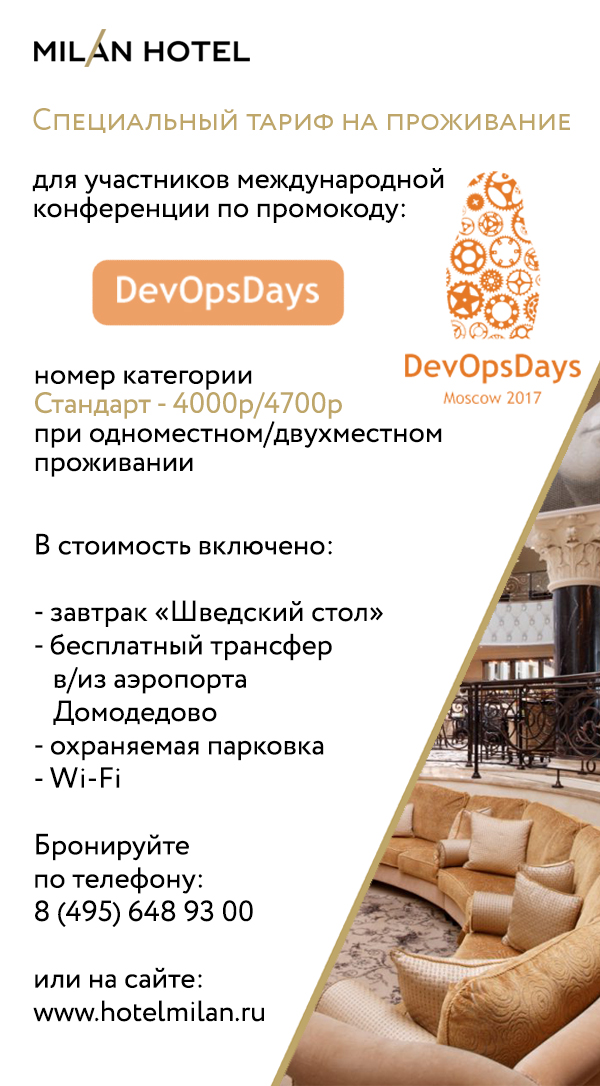 MILAN HOTEL
Специальный тариф на проживание
для участников международной
конференции по промокоду:
DevOpsDays
DevOpsDays
Moscow 2017
номер категории
Стандарт - 4000р/4700р
при одноместном/двухместном
проживании
В стоимость включено:
- завтрак «Шведский стол»
- бесплатный трансфер
в/из аэропорта
Домодедово
- охраняемая парковка
- Wi-Fi
Бронируйте
по телефону:
8 (495) 648 93 00
или на сайте:
www.hotelmilan.ru